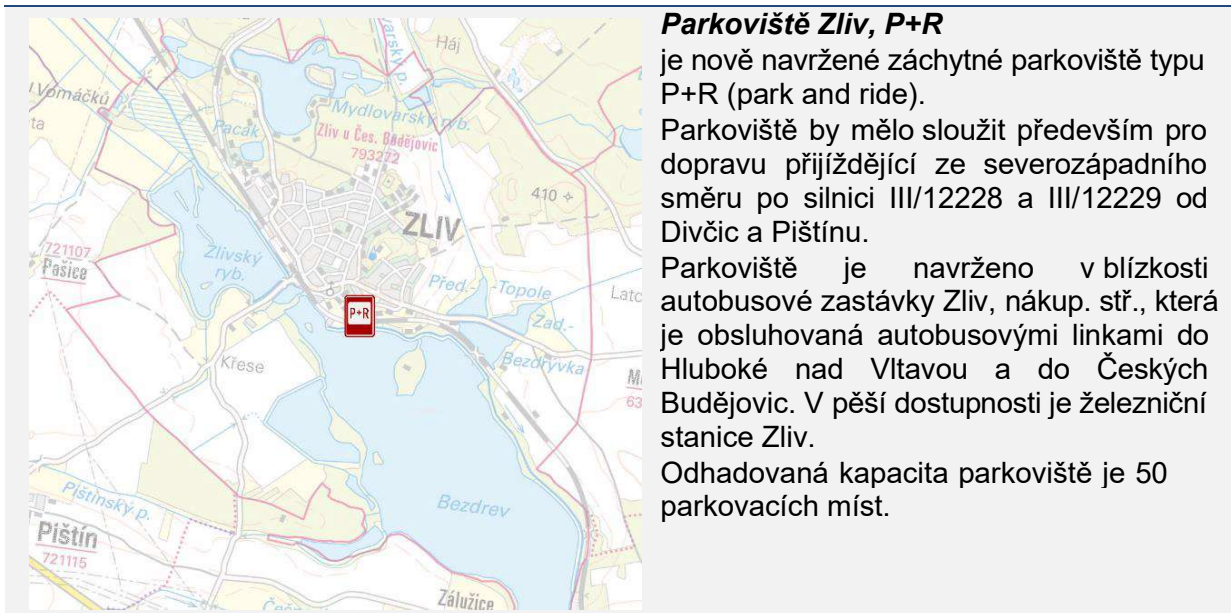 Parkoviště Zliv, P+R
je nově navržené záchytné parkoviště typu
P+R (park and ride).
Parkoviště by mělo sloužit především pro
dopravu přijíždějící ze severozápadního
směru po silnici III/12228 a III/12229 od
Divčic a Pištínu.
Parkoviště je navrženo v blízkosti
autobusové zastávky Zliv, nákup. stř., která
je obsluhovaná autobusovými linkami do
Hluboké nad Vltavou a do Českých
Budějovic. V pěší dostupnosti je železniční
stanice Zliv.
Odhadovaná kapacita parkoviště je 50
parkovacích míst.
Háj
U Vomáčků
Mydlovarský ryb.
Pacák
Zliv u Čes. Budějovic
793272
410
ZLIV
721107
Pašice
Zlivský
ryb.
Před.-
-Topole
Zad.-
P+R
Křese
Bezdryvka
63
Pištínský p.
Bezdrev
Pištín
721115
Zálužice